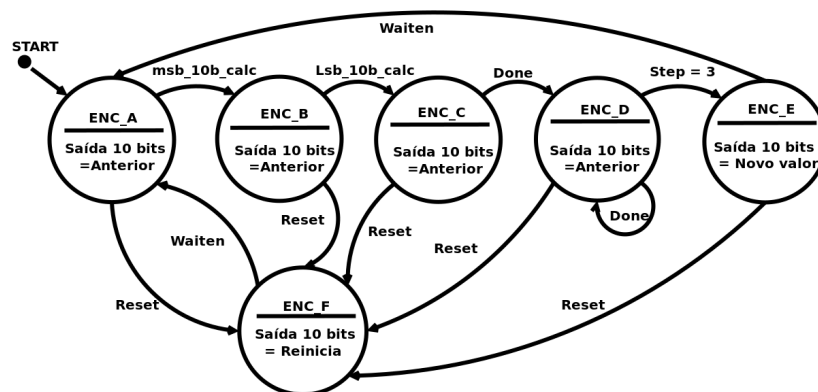 Waiten
START
msb_10b_calc
Lsb_10b_calc
Done
Step = 3
ENC_A
Saída 10 bits
=Anterior
ENC_B
Saída 10 bits
=Anterior
ENC_C
Saída 10 bits
=Anterior
ENC_D
Saída 10 bits
=Anterior
ENC_E
Saída 10 bits
= Novo valor
Done
Reset
Reset
Reset
Waiten
Reset
Reset
ENC_F
Saída 10 bits
= Reinicia